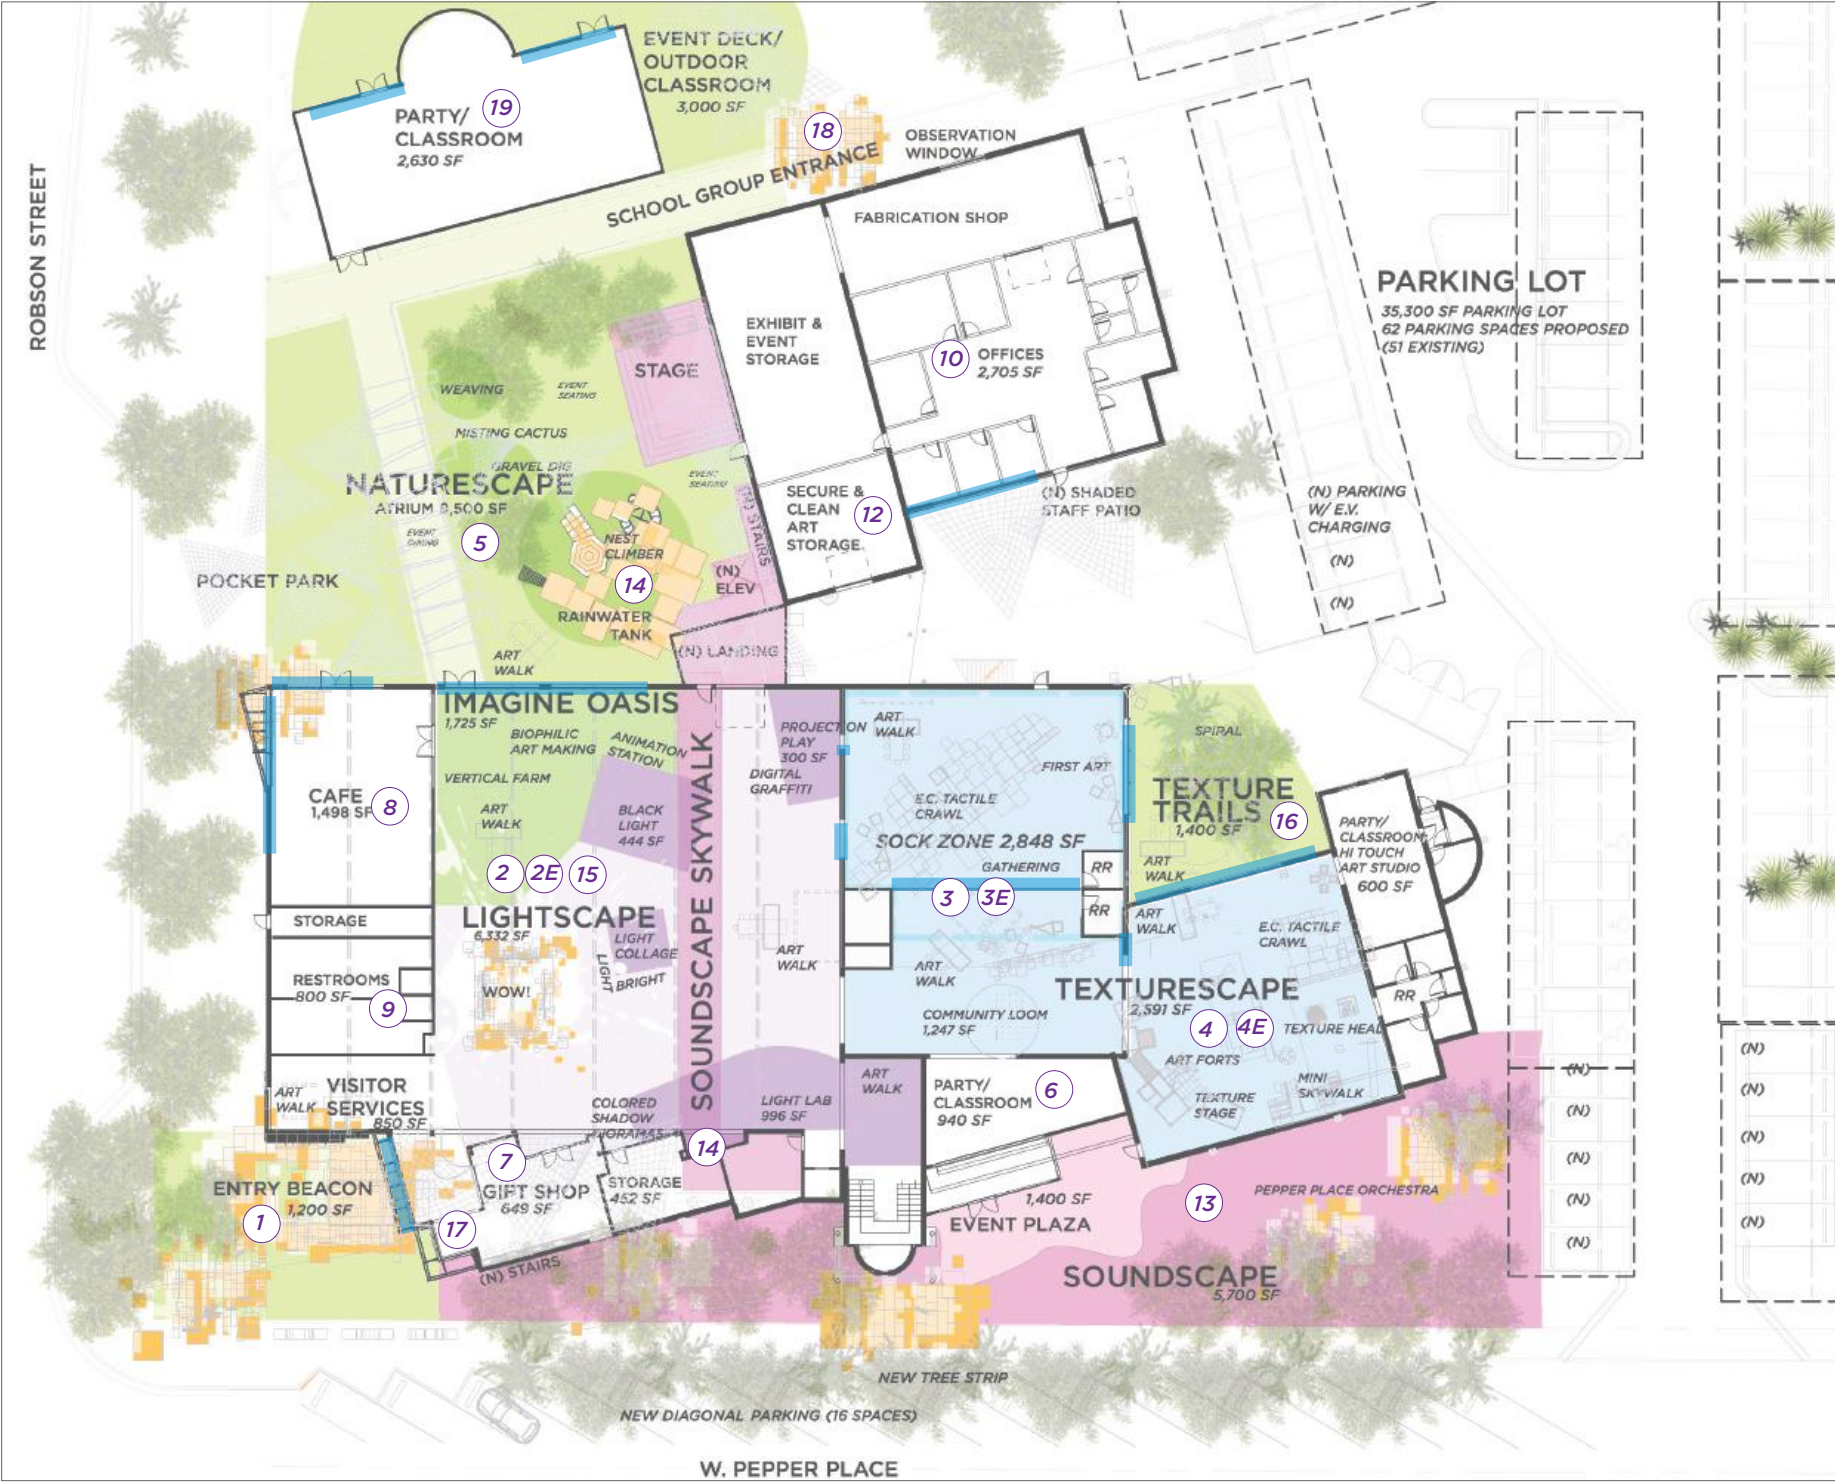 EVENT DECK/
OUTDOOR
CLASSROOM
3,000 SF
PARTY/
CLASSROOM
2,630 SF
19
18
OBSERVATION
WINDOW
SCHOOL GROUP ENTRANCE
ROBSON STREET
FABRICATION SHOP
EXHIBIT &
EVENT
STORAGE
10
OFFICES
2,705 SF
PARKING LOT
35,300 SF PARKING LOT
62 PARKING SPACES PROPOSED
(51 EXISTING)
STAGE
WEAVING
EVENT
SEATING
MISTING CACTUS
GRAVEL DIG
NATURESCAPE
ATRIUM 8,500 SF
EVENT
DINING
5
EVENT
SEATING
(N) STAIRS
NEST
CLIMBER
14
(N)
ELEV
RAINWATER
TANK
(N) LANDING
POCKET PARK
ART
WALK
SECURE &
CLEAN
ART
STORAGE
12
(N) SHADED
STAFF PATIO
(N) PARKING
W/ E.V.
CHARGING
(N)
(N)
IMAGINE OASIS
1,725 SF
BIOPHILIC
ART MAKING
ANIMATION
STATION
VERTICAL FARM
ART
WALK
BLACK
LIGHT
444 SF
CAFE
1,498 SF
8
2
2E
15
LIGHTSCAPE
6,332 SF
LIGHT
COLLAGE
LIGHT
BRIGHT
WOW!
STORAGE
RESTROOMS
800 SF
9
SOUNDSCAPE SKYWALK
PROJECTION
PLAY
300 SF
DIGITAL
GRAFFITI
ART
WALK
ART
WALK
FIRST ART
E.C. TACTILE
CRAWL
SOCK ZONE 2,848 SF
GATHERING
RR
3
3E
RR
ART
WALK
COMMUNITY LOOM
1,247 SF
SPIRAL
TEXTURE
TRAILS
1,400 SF
16
ART
WALK
PARTY/
CLASSROOM
HI TOUCH
ART STUDIO
600 SF
ART
WALK
E.C. TACTILE
CRAWL
TEXTURESCAPE
2,591 SF
4
4E
TEXTURE HEAL
ART FORTS
MINI
SKYWALK
TEXTURE
STAGE
RR
VISITOR
SERVICES
850 SF
ART
WALK
COLORED
SHADOW
LIGHT LAB
996 SF
ART
WALK
PARTY/
CLASSROOM
940 SF
6
ENTRY BEACON
1,200 SF
1
7
GIFT SHOP
649 SF
STORAGE
452 SF
14
17
(N) STAIRS
1,400 SF
EVENT PLAZA
13
PEPPER PLACE ORCHESTRA
SOUNDSCAPE
5,700 SF
(N)
(N)
(N)
(N)
(N)
(N)
(N)
(N)
(N)
(N)
NEW TREE STRIP
NEW DIAGONAL PARKING (16 SPACES)
W. PEPPER PLACE